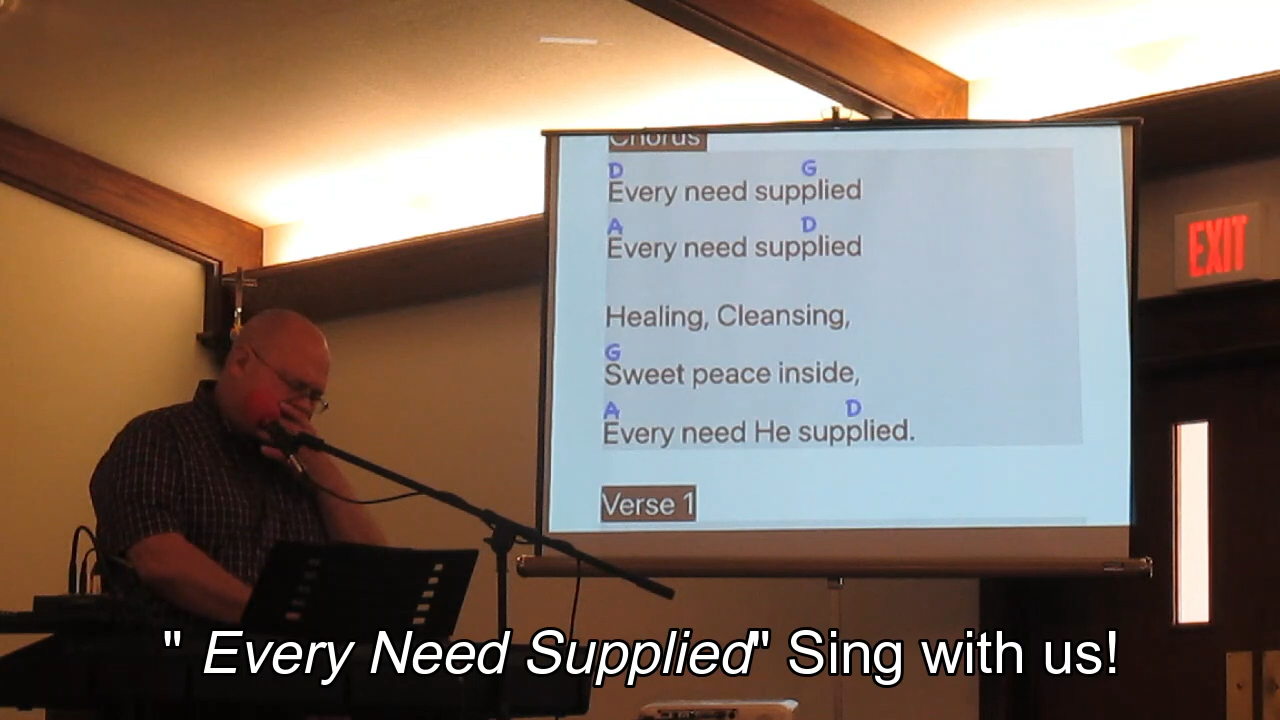 Chorus
D G
Every need supplied
A D
Every need supplied
Healing, Cleansing,
G
Sweet peace inside,
A D
Every need He supplied.
Verse 1
EXIT
" Every Need Supplied" Sing with us!